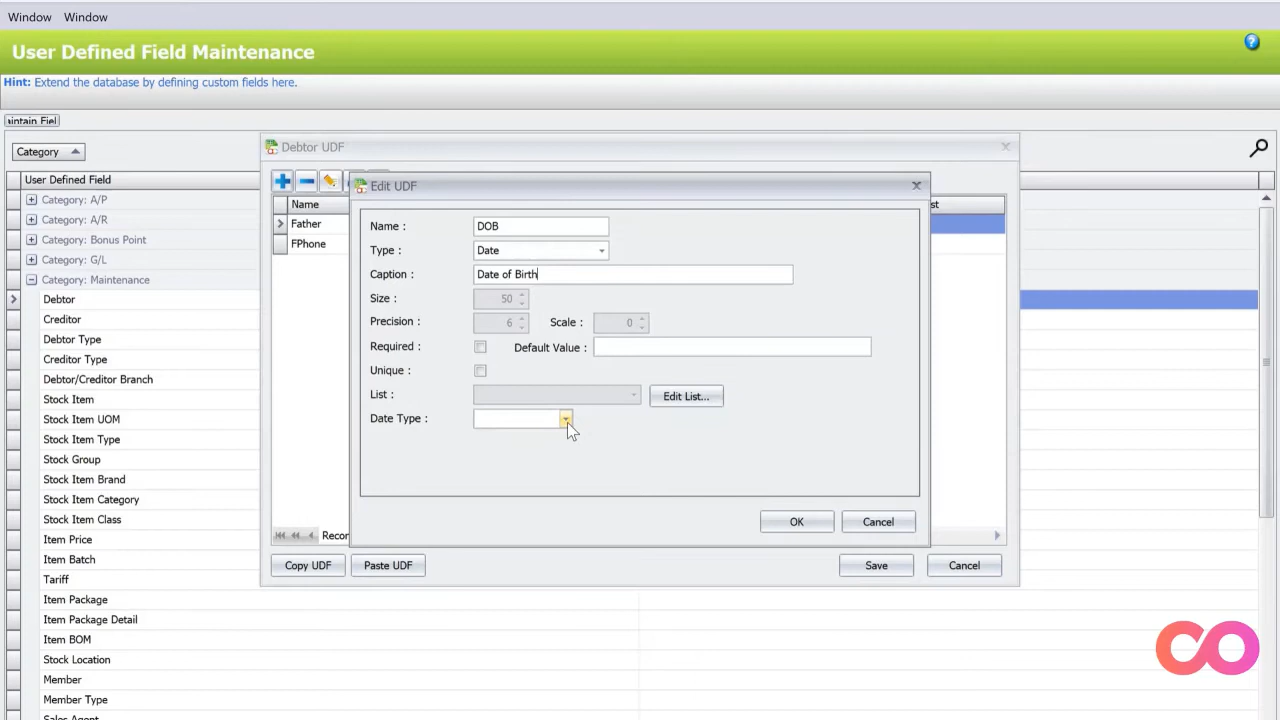 Window Window
User Defined Field Maintenance
Hint: Extend the database by defining custom fields here.
Category
User Defined Field
Category: A/P
Category: A/R
Category: Bonus Point
Category: G/L
Category: Maintenance
Debtor
Creditor
Debtor Type
Creditor Type
Debtor/Creditor Branch
Stock Item
Stock Item UOM
Stock Item Type
Stock Group
Stock Item Brand
Stock Item Category
Stock Item Class
Item Price
Item Batch
Tariff
Item Package
Item Package Detail
Item BOM
Stock Location
Member
Member Type
Sales Agent
Debtor UDF
Name
Father
FPhone
st
Recor
Copy UDF Paste UDF Save Cancel
Edit UDF
Name : DOB
Type : Date
Caption : Date of Birth
Size : 50
Precision : 6 Scale : 0
Required : Default Value :
Unique :
List : Edit List...
Date Type :
OK Cancel